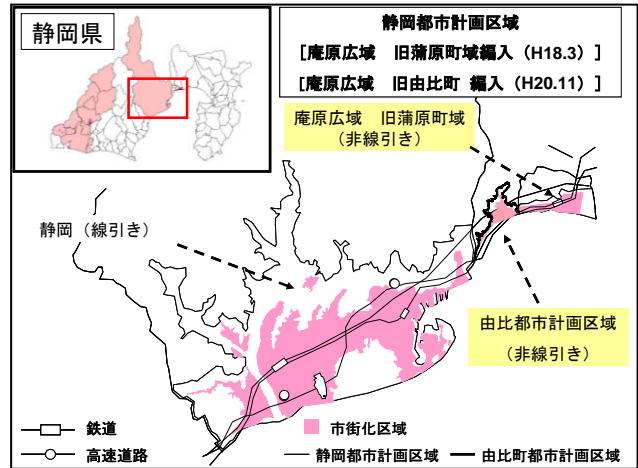 静岡県
静岡都市計画区域
［庵原広域　旧蒲原町域編入（H18.3）］
［庵原広域　旧由比町 編入（H20.11）］
庵原広域　旧蒲原町域
（非線引き）
静岡（線引き）
由比都市計画区域
（非線引き）
鉄道
市街化区域
高速道路
静岡都市計画区域
由比町都市計画区域